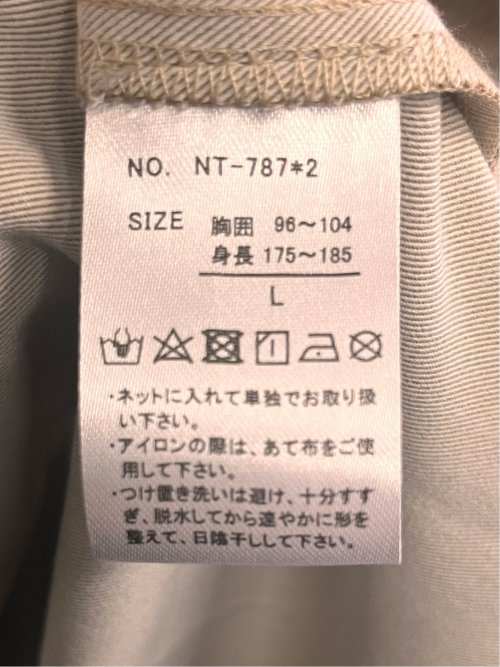 NO. NT-787*2
SIZE 胸囲 96～104
身長 175～185
L
・ネットに入れて単独でお取り扱
い下さい。
・アイロンの際は、あて布をご使
用して下さい。
・つけ置き洗いは避け、十分すす
ぎ、脱水してから速やかに形を
整えて、日陰干しして下さい。